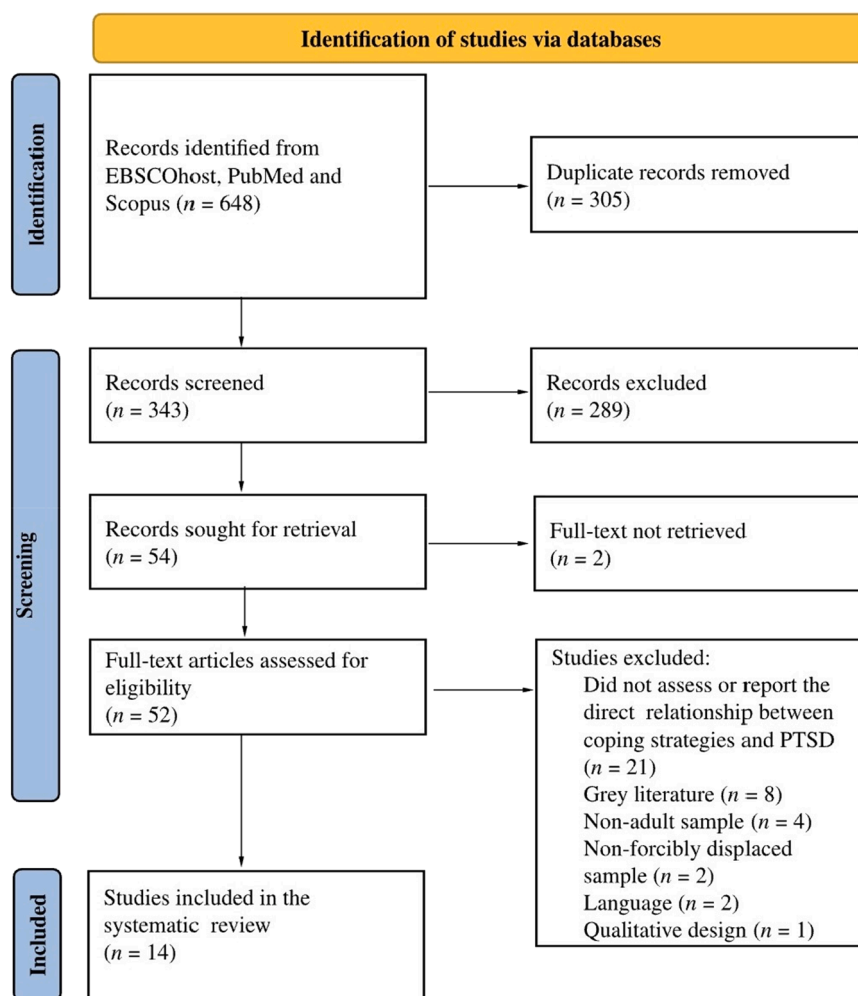 Identification of studies via databases
Identification
Records identified from
EBSCOhost, PubMed and
Scopus (n = 648)
Duplicate records removed
(n = 305)
Screening
Records screened
(n = 343)
Records excluded
(n = 289)
Records sought for retrieval
(n = 54)
Full-text not retrieved
(n = 2)
Full-text articles assessed for
eligibility
(n = 52)
Studies excluded:
Did not assess or report the
direct relationship between
coping strategies and PTSD
(n = 21)
Grey literature (n = 8)
Non-adult sample (n = 4)
Non-forcibly displaced
sample (n = 2)
Language (n = 2)
Qualitative design (n = 1)
Included
Studies included in the
systematic review
(n = 14)